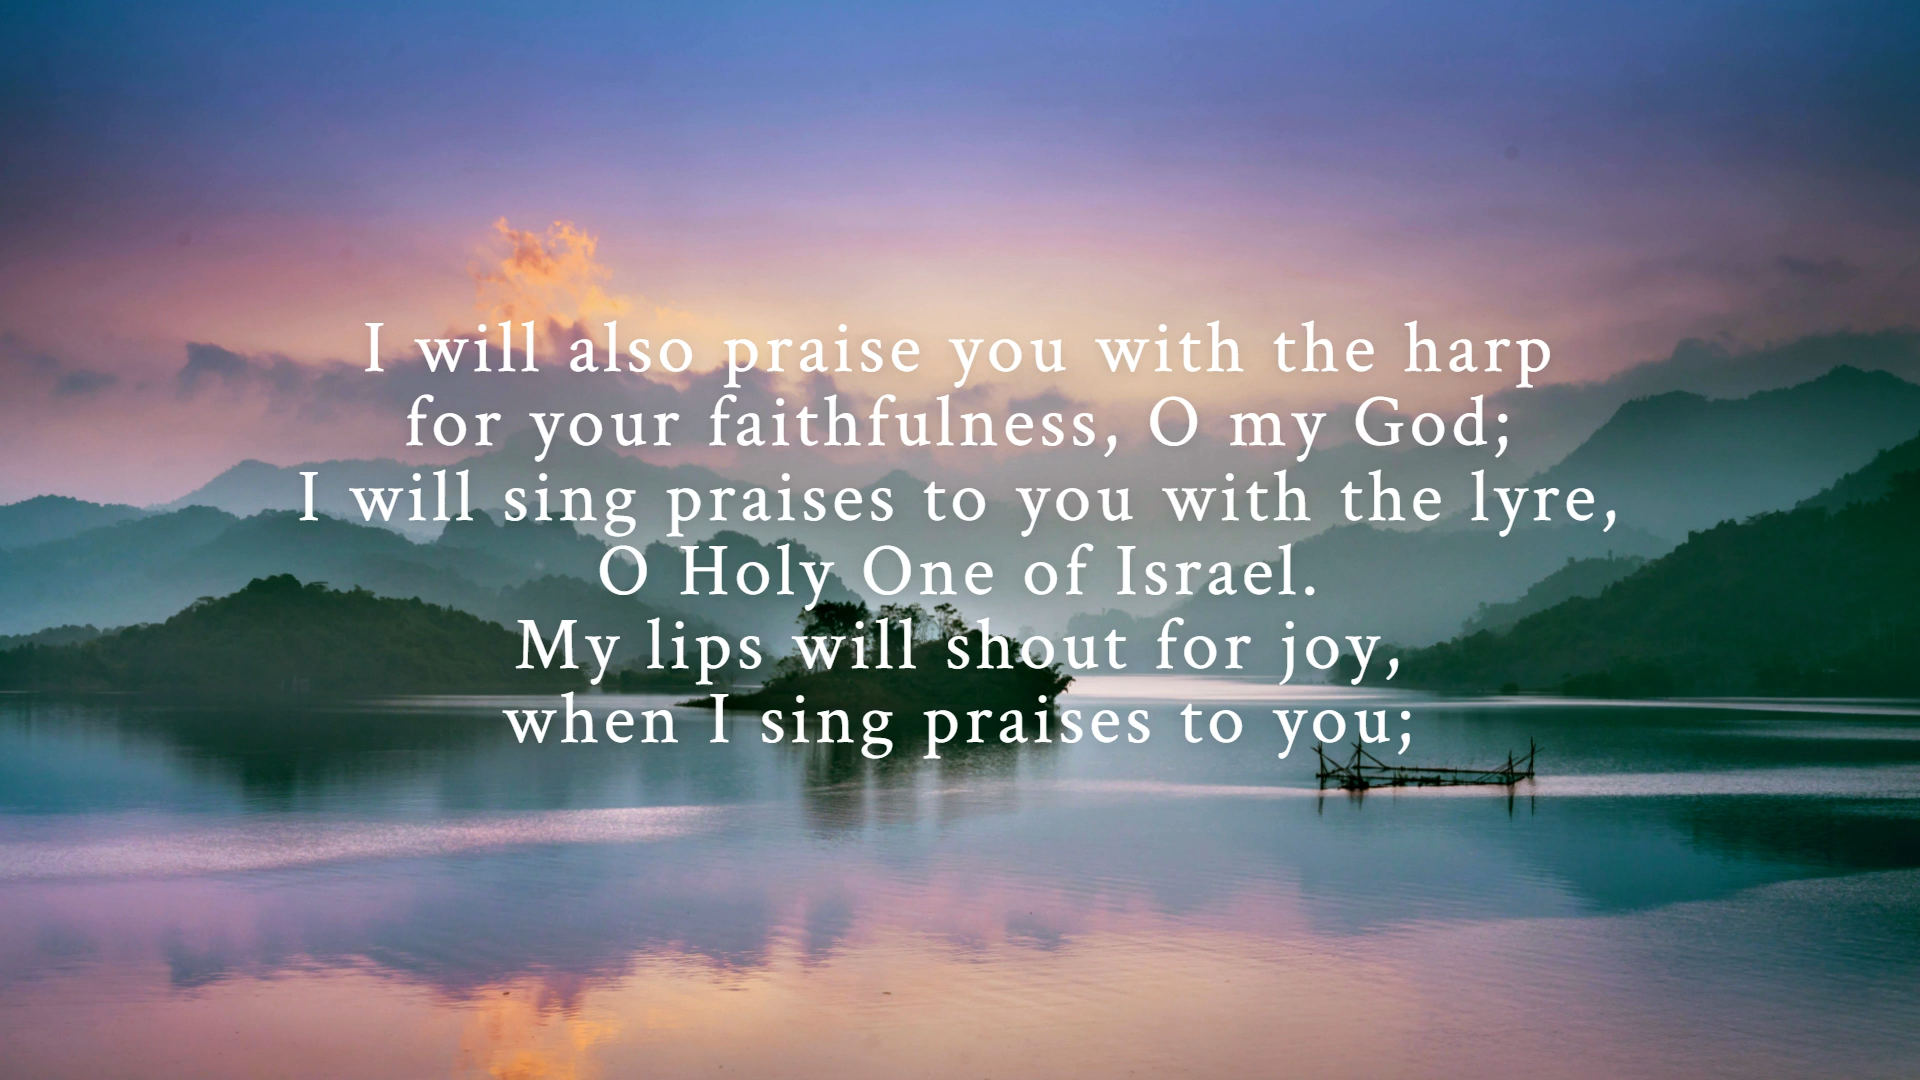 I will also praise you with the harp
for your faithfulness, O my God;
I will sing praises to you with the lyre,
O Holy One of Israel.
My lips will shout for joy,
when I sing praises to you;